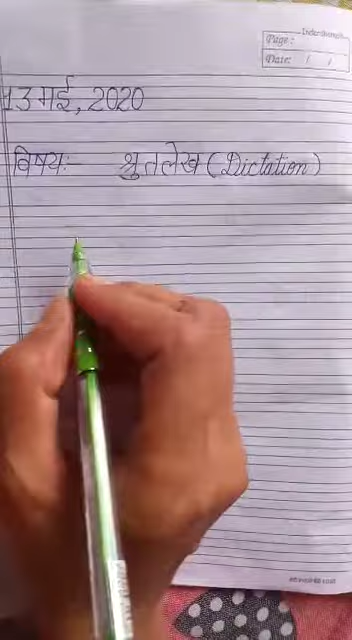 Page:
Date: / /
13 मई, 2020
विषय:- श्रुतलेख (Dictation)